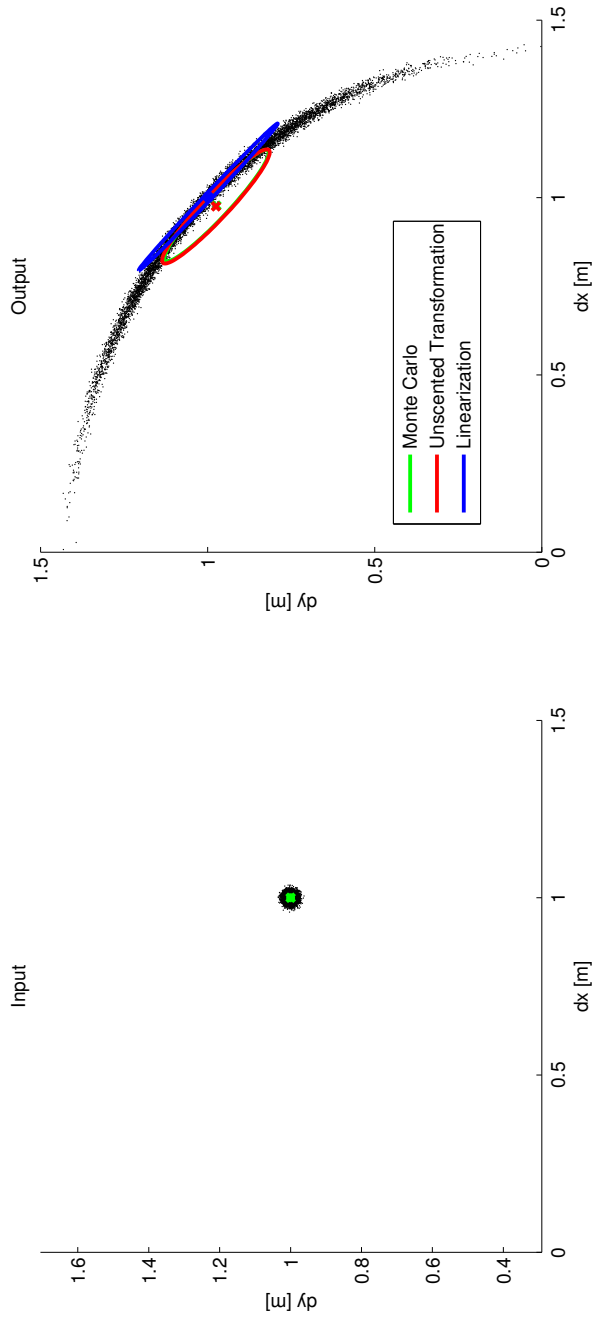 Input
1.6
1.4
1.2
1
0.8
0.6
0.4
dy [m]
0
0.5
1
1.5
dx [m]
Output
1.5
1
0.5
0
dy [m]
0
0.5
1
1.5
dx [m]
Monte Carlo
Unscented Transformation
Linearization